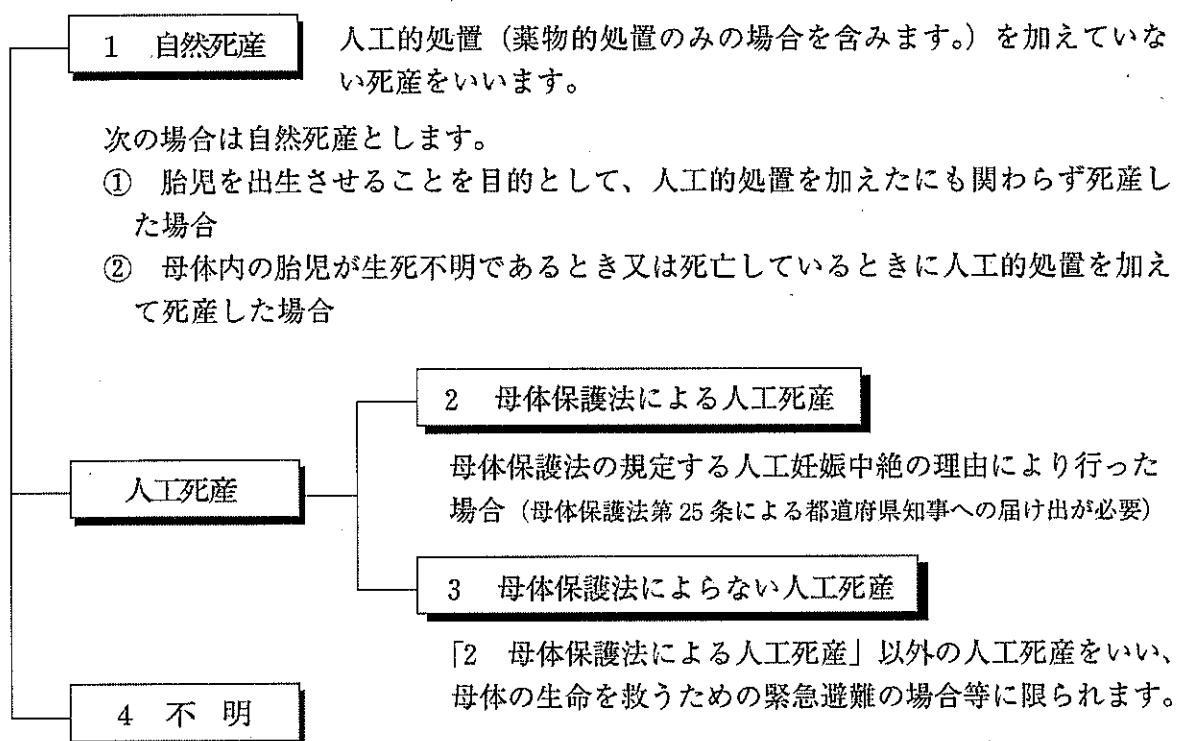 1 自然死産
人工的処置(薬物的処置のみの場合を含みます。)を加えていな
い死産をいいます。
次の場合は自然死産とします。
① 胎児を出生させることを目的として、人工的処置を加えたにも関わらず死産し
た場合
② 母体内の胎児が生死不明であるとき又は死亡しているときに人工的処置を加え
て死産した場合
人工死産
2 母体保護法による人工死産
母体保護法の規定する人工妊娠中絶の理由により行った
場合(母体保護法第25条による都道府県知事への届け出が必要)
3 母体保護法によらない人工死産
「2 母体保護法による人工死産」以外の人工死産をいい、
母体の生命を救うための緊急避難の場合等に限られます。
4 不 明